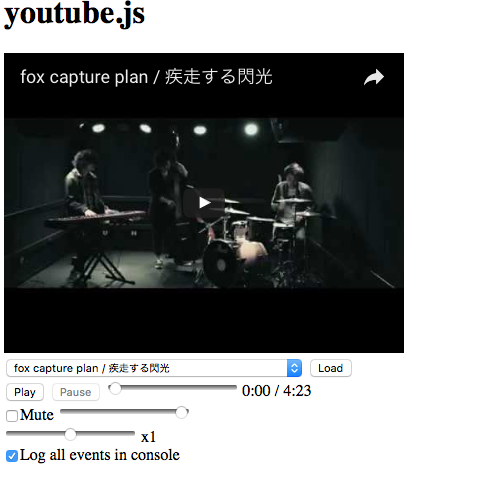 youtube.js
fox capture plan / 疾走する閃光
fox capture plan / 疾走する閃光 Load
Play Pause 0:00 / 4:23
Mute
x1
Log all events in console